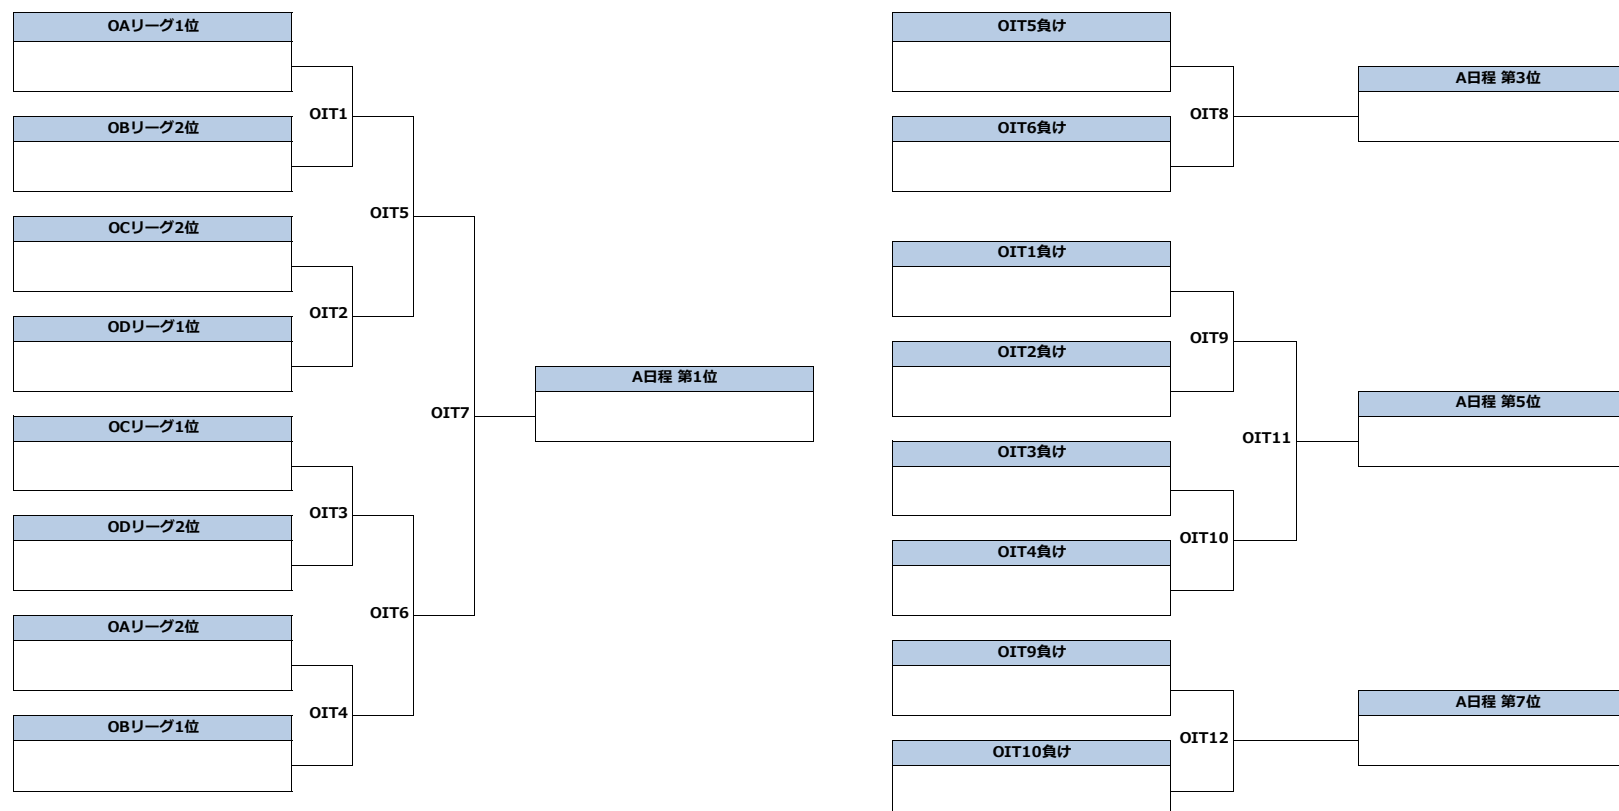 OAリーグ1位
OIT1
OBリーグ2位
OIT5
OCリーグ2位
OIT2
ODリーグ1位
A日程 第1位
OIT7
OCリーグ1位
OIT3
ODリーグ2位
OIT6
OAリーグ2位
OIT4
OBリーグ1位
OIT5負け
A日程 第3位
OIT8
OIT6負け
OIT1負け
OIT9
OIT2負け
A日程 第5位
OIT11
OIT3負け
OIT10
OIT4負け
OIT9負け
A日程 第7位
OIT12
OIT10負け